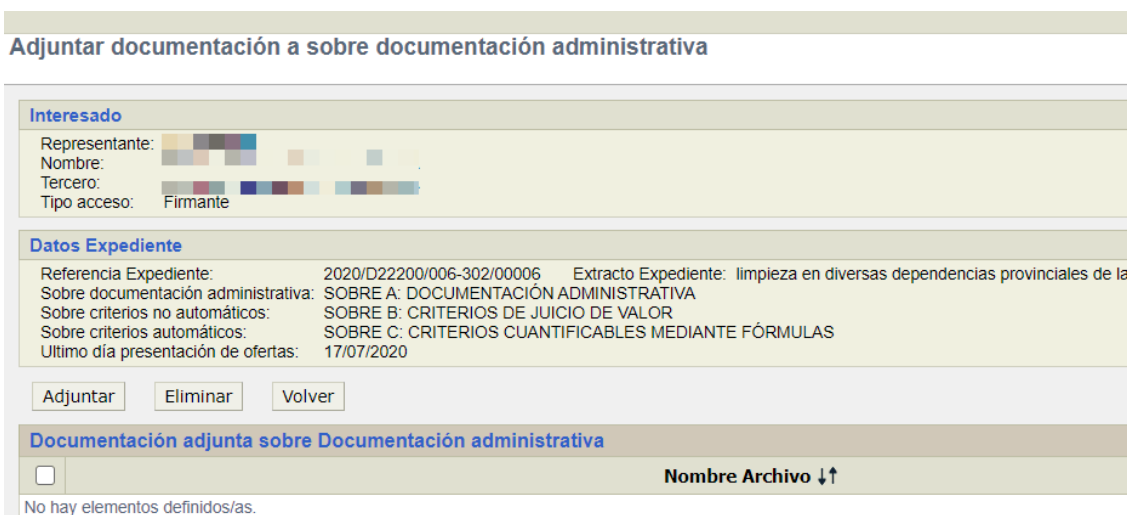 Adjuntar documentación a sobre documentación administrativa
Interesado
Representante:
Nombre:
Tercero:
Tipo acceso: Firmante
Datos Expediente
Referencia Expediente: 2020/D22200/006-302/00006 Extracto Expediente: limpieza en diversas dependencias provinciales de la
Sobre documentación administrativa: SOBRE A: DOCUMENTACIÓN ADMINISTRATIVA
Sobre criterios no automáticos: SOBRE B: CRITERIOS DE JUICIO DE VALOR
Sobre criterios automáticos: SOBRE C: CRITERIOS CUANTIFICABLES MEDIANTE FÓRMULAS
Ultimo día presentación de ofertas: 17/07/2020
Adjuntar Eliminar Volver
Documentación adjunta sobre Documentación administrativa
Nombre Archivo ↓↑
No hay elementos definidos/as.